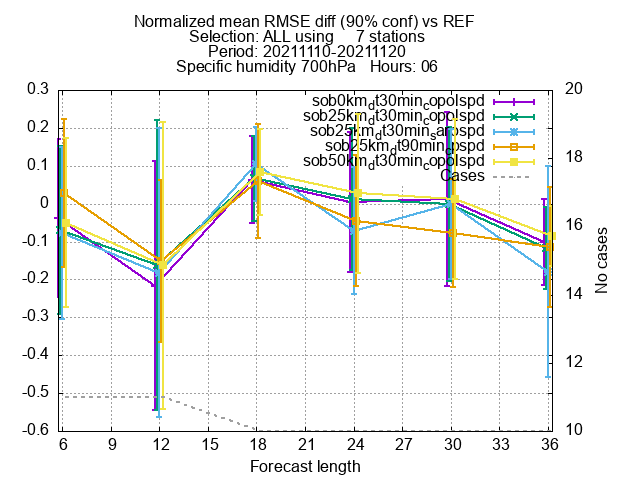 Normalized mean RMSE diff (90% conf) vs REF
Selection: ALL using 7 stations
Period: 20211110-20211120
Specific humidity 700hPa Hours: 06
0.3
0.2
0.1
0
-0.1
-0.2
-0.3
-0.4
-0.5
-0.6
20
18
16
14
12
10
sob0km_dt30min_copolspd
sob25km_dt30min_copolspd
Cases
sob50km_dt30min_copolspd
No cases
6 9 12 15 18 21 24 27 30 33 36
Forecast length